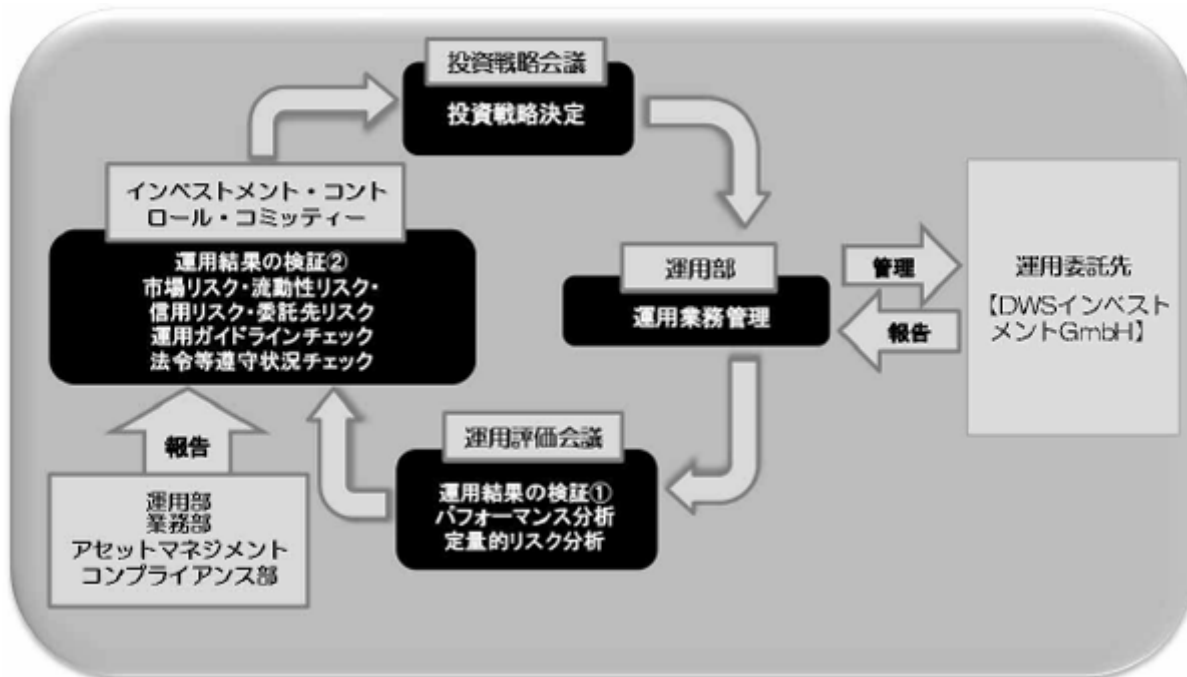 投資戦略会議
投資戦略決定
インベストメント・コント
ロール・コミッティー
運用結果の検証②
市場リスク・流動性リスク・
信用リスク・委託先リスク
運用ガイドラインチェック
法令等遵守状況チェック
運用部
運用業務管理
管理
報告
運用委託先
【DWSインベスト
メントGmbH】
運用評価会議
運用結果の検証①
パフォーマンス分析
定量的リスク分析
報告
運用部
業務部
アセットマネジメント
コンプライアンス部